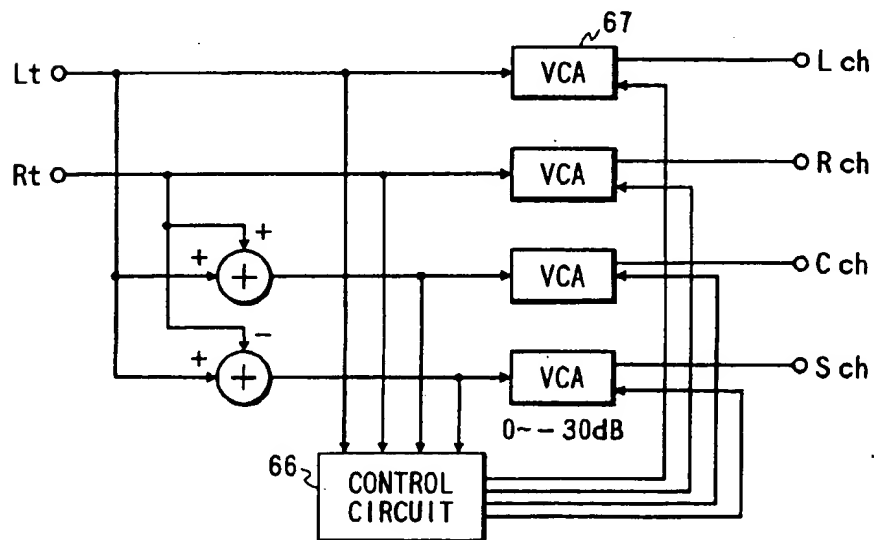 67
Lt VCA L ch
Rt VCA R ch
+
+ + VCA C ch
-
+ + VCA S ch
0~-30dB
66
CONTROL
CIRCUIT